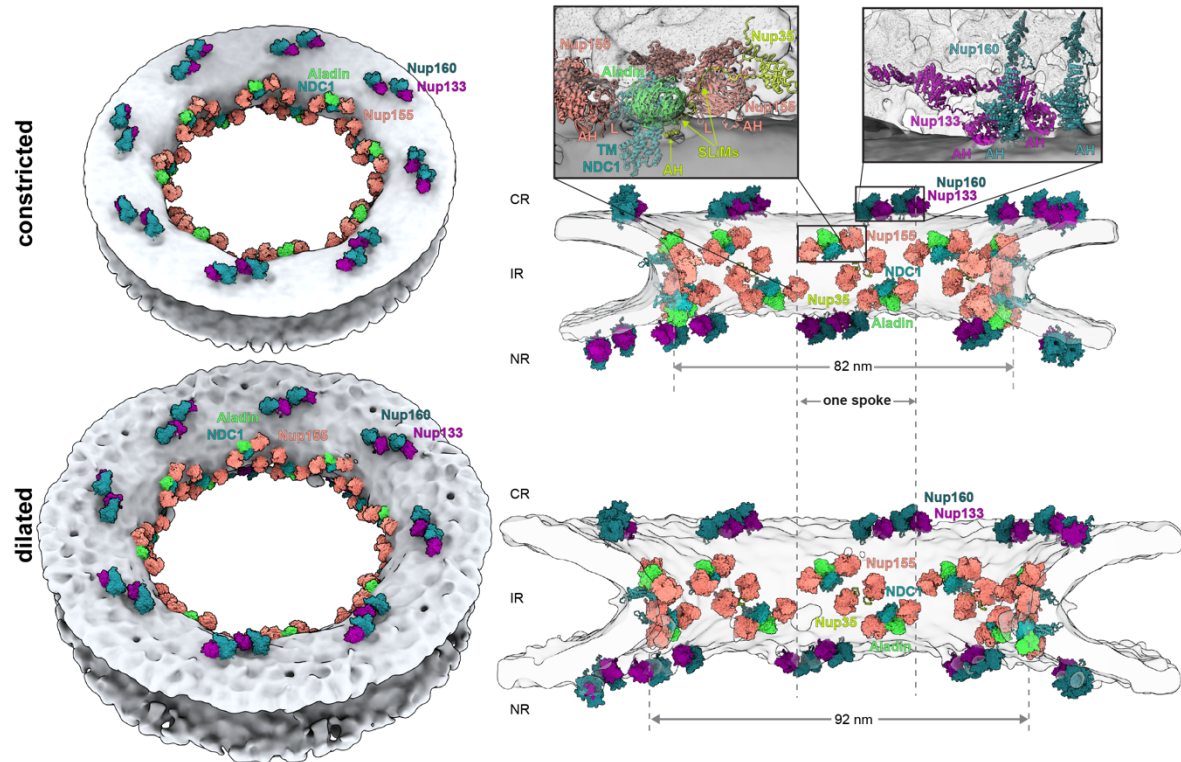 constricted
Nup160
Aladin
NDC1
Nup133
Nup155
Nup155
Nup35
Aladin
Nup155
AH
L
L
AH
TM
SLiMs
NDC1
AH
Nup160
Nup133
AH
AH
AH
AH
CR
Nup160
Nup133
Nup155
IR
NDC1
Nup35
Aladin
NR
82 nm
one spoke
dilated
Aladin
Nup160
NDC1
Nup155
Nup133
CR
Nup160
Nup133
Nup155
IR
NDC1
Nup35
Aladin
NR
92 nm